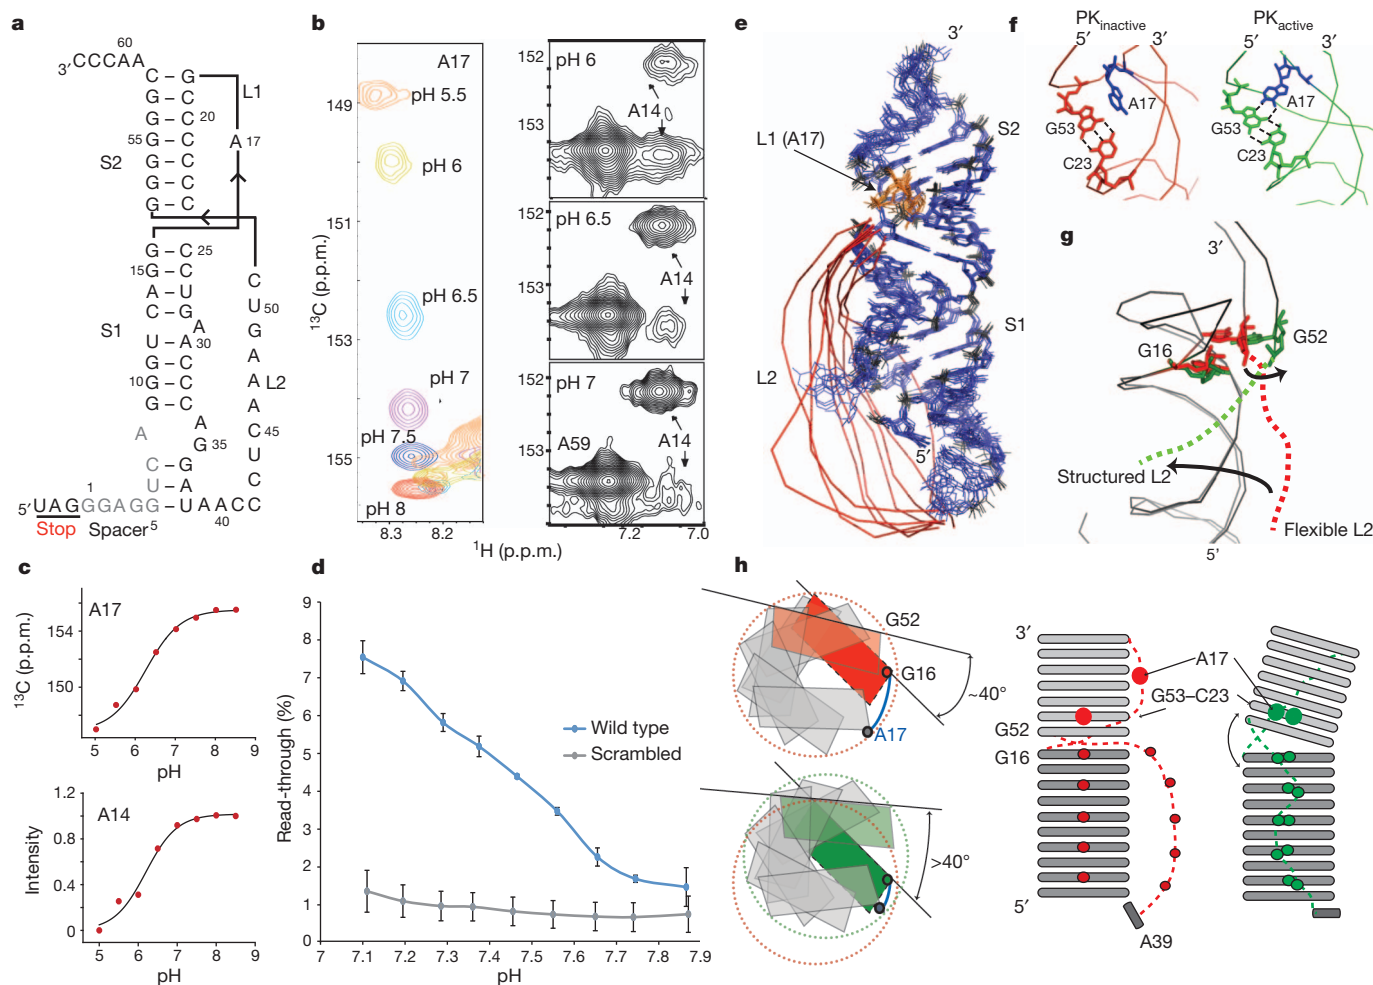 a
60
3′CCCAA
C – G
G – C
G – C
G – C
G – C
G – C
G – C
20
55
S2
L1
A 17
G – C
G – C
A – U
C – G
25
15
S1
A
30
U – A
G – C
G – C
G – C
10
A
G
35
A
C
U
G – A
G – U
C
U
G
A
A
A
C
U
C
C
50
L2
45
5′UAGGGAGG
UAACC
1
5
40
Stop
Spacer
b
A17
pH 5.5
pH 6
pH 6.5
pH 7
pH 7.5
pH 8
149
151
153
155
¹³C (p.p.m.)
8.3
8.2
¹H (p.p.m.)
152
pH 6
A14
153
152
pH 6.5
A14
153
152
pH 7
A59
A14
153
7.2
7.0
c
A17
¹³C (p.p.m.)
154
150
5 6 7 8 9
pH
A14
Intensity
1.2
0.8
0.4
0
5 6 7 8 9
pH
d
Read-through (%)
9
8
7
6
5
4
3
2
1
0
7 7.1 7.2 7.3 7.4 7.5 7.6 7.7 7.8 7.9
pH
Wild type
Scrambled
e
3′
S2
L1 (A17)
S1
L2
5′
f
PKinactive
PKactive
5′
3′
5′
3′
A17
A17
G53
G53
C23
C23
g
3′
G16
G52
Structured L2
Flexible L2
5′
h
G52
G16
~40°
A17
>40°
3′
A17
G53–C23
G52
G16
5′
A39